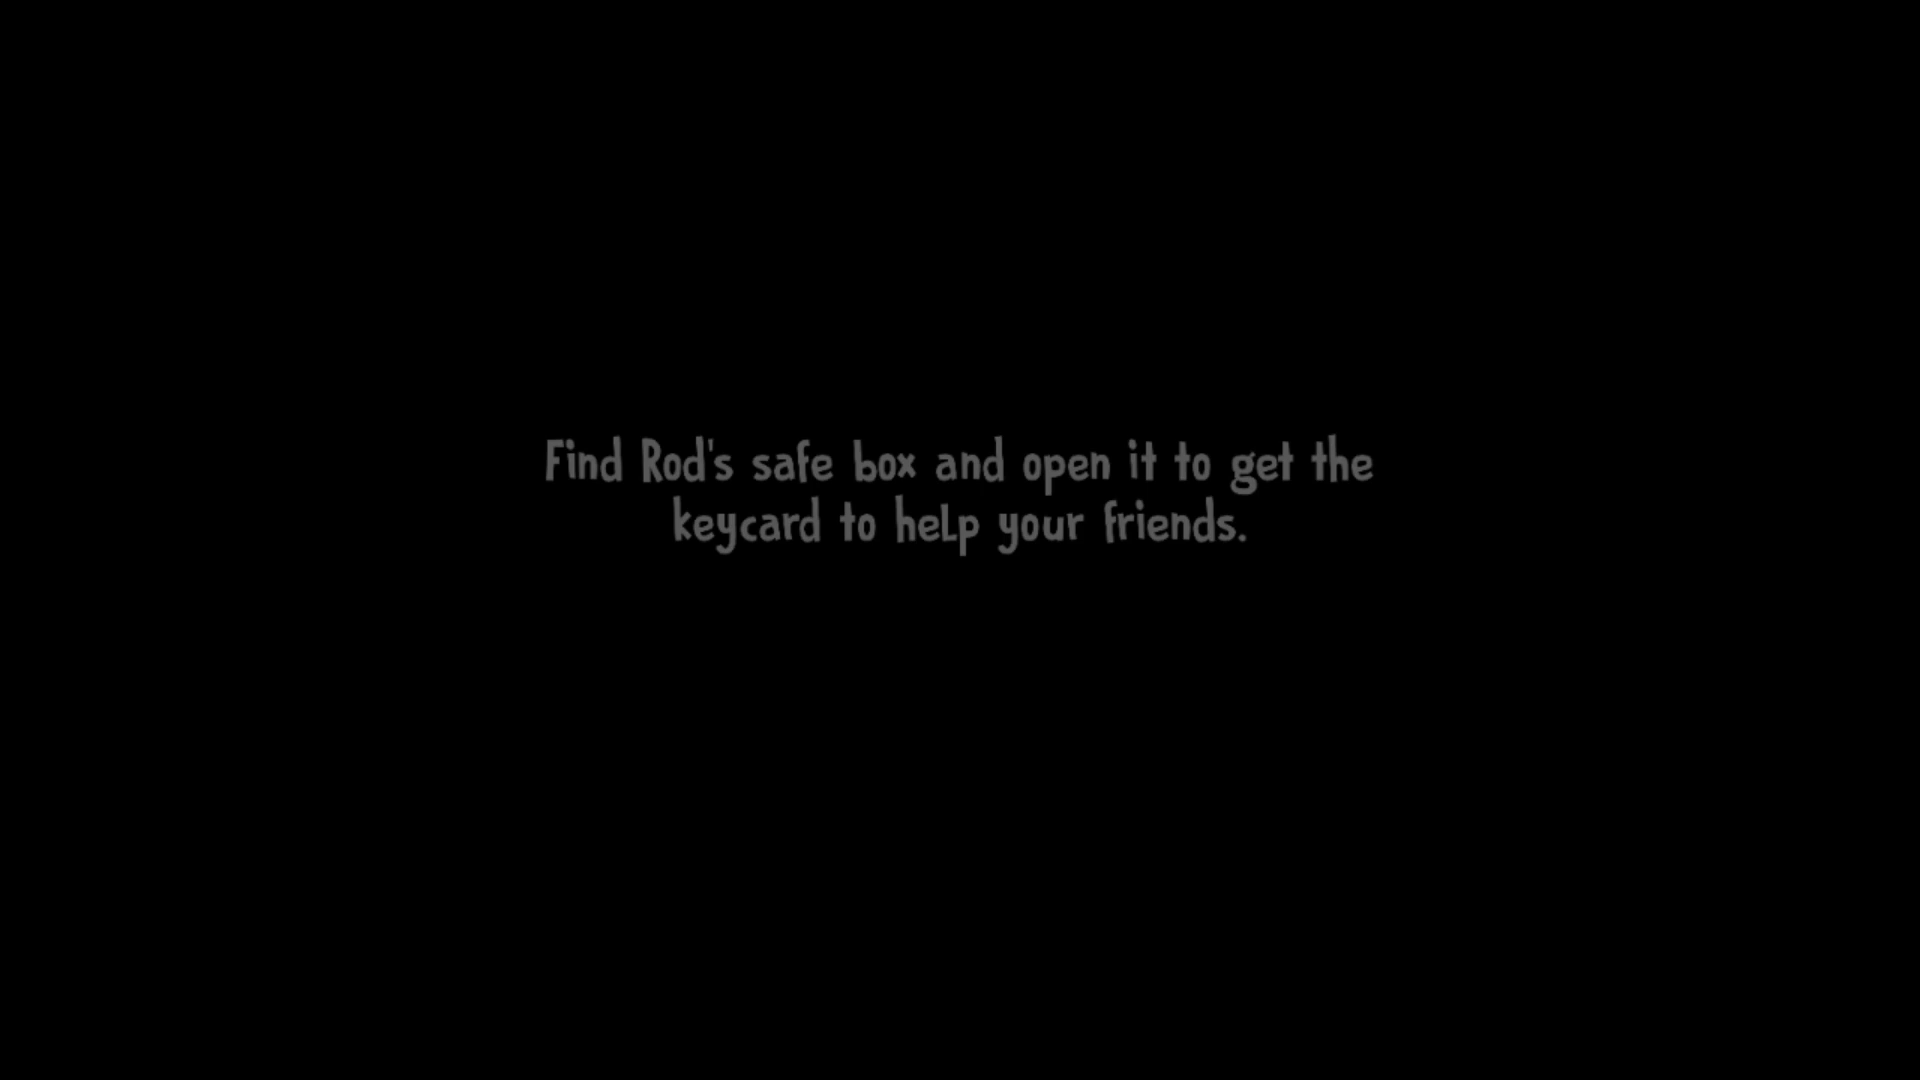 Find Rod's safe box and open it to get the
keycard to help your friends.